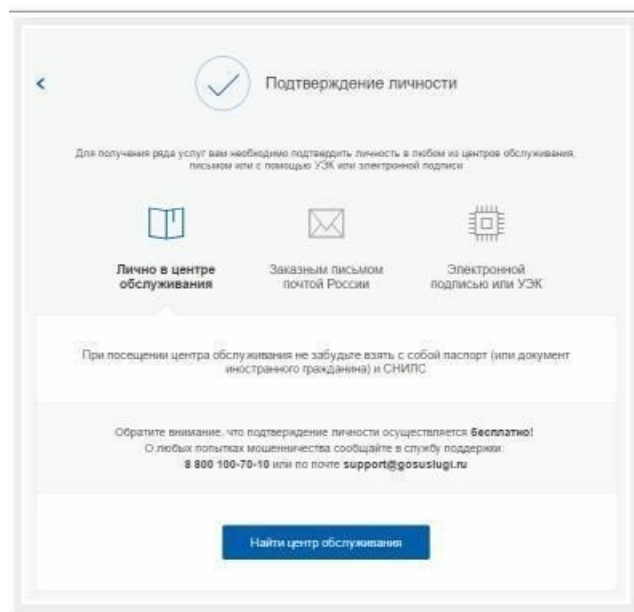 Подтверждение личности
Для получения ряда услуг вам необходимо подтвердить личность в любом из центров обслуживания,
письмом или с помощью УЭК или электронной подписи
Лично в центре
обслуживания
Заказным письмом
почтой России
Электронной
подписью или УЭК
При посещении центра обслуживания не забудьте взять с собой паспорт (или документ
иностранного гражданина) и СНИЛС
Обратите внимание, что подтверждение личности осуществляется бесплатно!
О любых попытках мошенничества сообщайте в службу поддержки:
8 800 100-70-10 или по почте support@gosuslugi.ru
Найти центр обслуживания